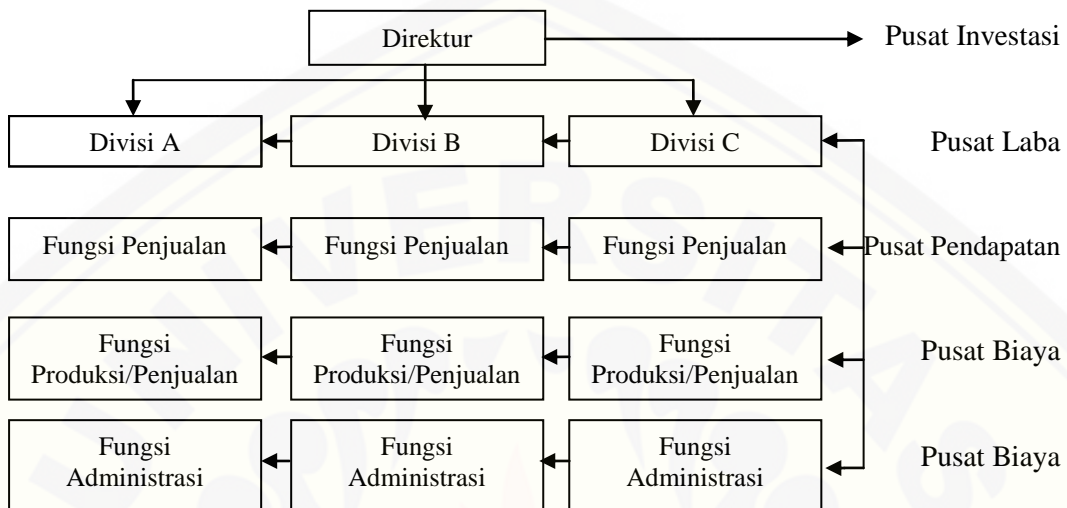 Direktur
Pusat Investasi
Divisi A
Divisi B
Divisi C
Pusat Laba
Fungsi Penjualan
Fungsi Penjualan
Fungsi Penjualan
Pusat Pendapatan
Fungsi
Produksi/Penjualan
Fungsi
Produksi/Penjualan
Fungsi
Produksi/Penjualan
Pusat Biaya
Fungsi
Administrasi
Fungsi
Administrasi
Fungsi
Administrasi
Pusat Biaya
UNIVERSITAS